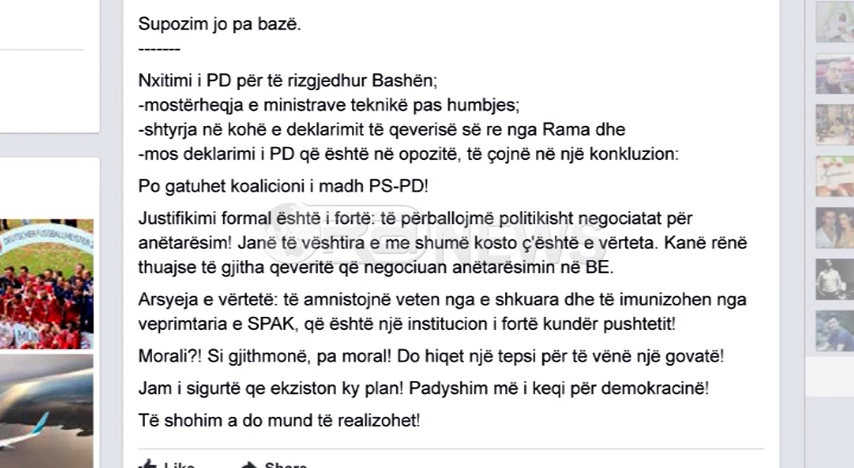 Supozim jo pa bazë.
-------
Nxitimi i PD për të rizgjedhur Bashën;
-mostërheqja e ministrave teknikë pas humbjes;
-shtyrja në kohë e deklarimit të qeverisë së re nga Rama dhe
-mos deklarimi i PD që është në opozitë, të çojnë në një konkluzion:
Po gatuhet koalicioni i madh PS-PD!
Justifikimi formal është i fortë: të përballojmë politikisht negociatat për
anëtarësim! Janë të vështira e me shumë kosto ç'është e vërteta. Kanë rënë
thuajse të gjitha qeveritë që negociuan anëtarësimin në BE.
Arsyeja e vërtetë: të amnistojnë veten nga e shkuara dhe të imunizohen nga
veprimtaria e SPAK, që është një institucion i fortë kundër pushtetit!
Morali?! Si gjithmonë, pa moral! Do hiqet një tepsi për të vënë një govatë!
Jam i sigurtë qe ekziston ky plan! Padyshim më i keqi për demokracinë!
Të shohim a do mund të realizohet!
Like Share
ORA NEWS
DEUTSCHER FUSSBALLMEISTER